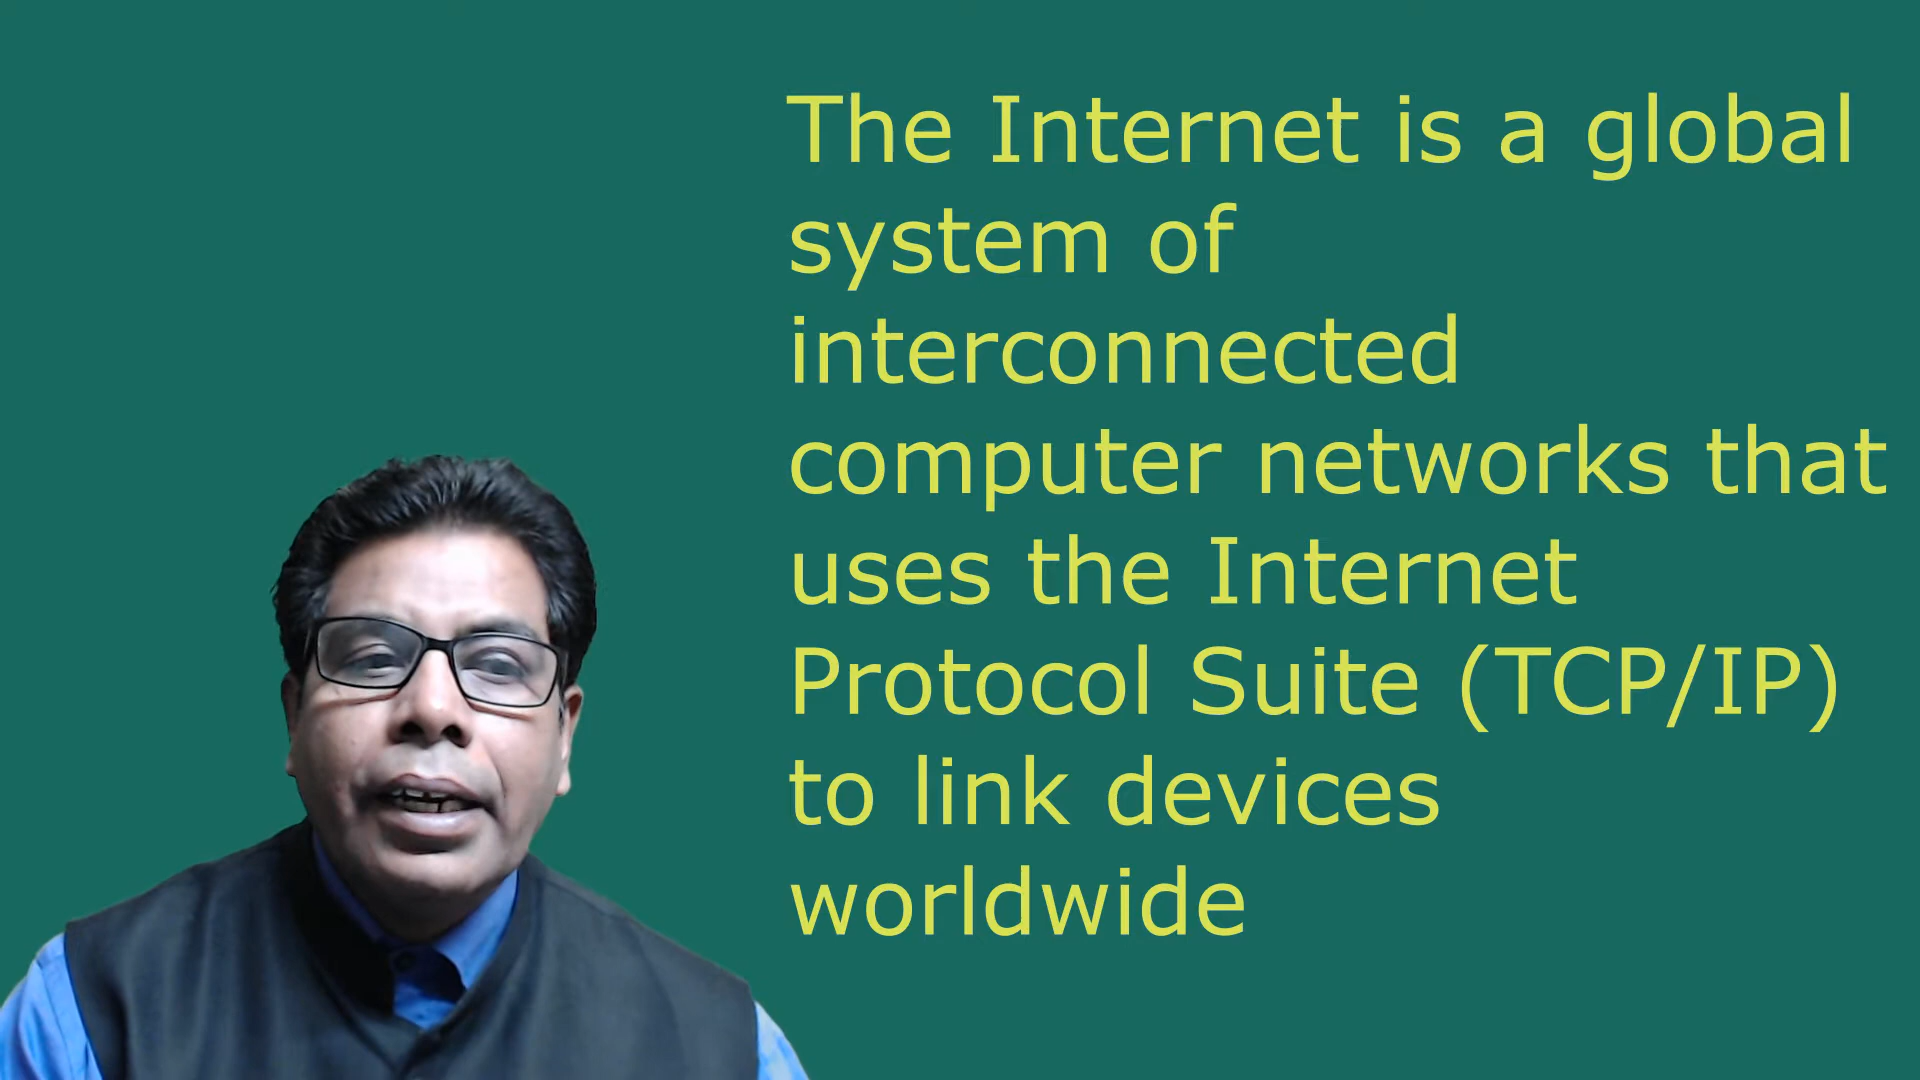 The Internet is a global
system of
interconnected
computer networks that
uses the Internet
Protocol Suite (TCP/IP)
to link devices
worldwide